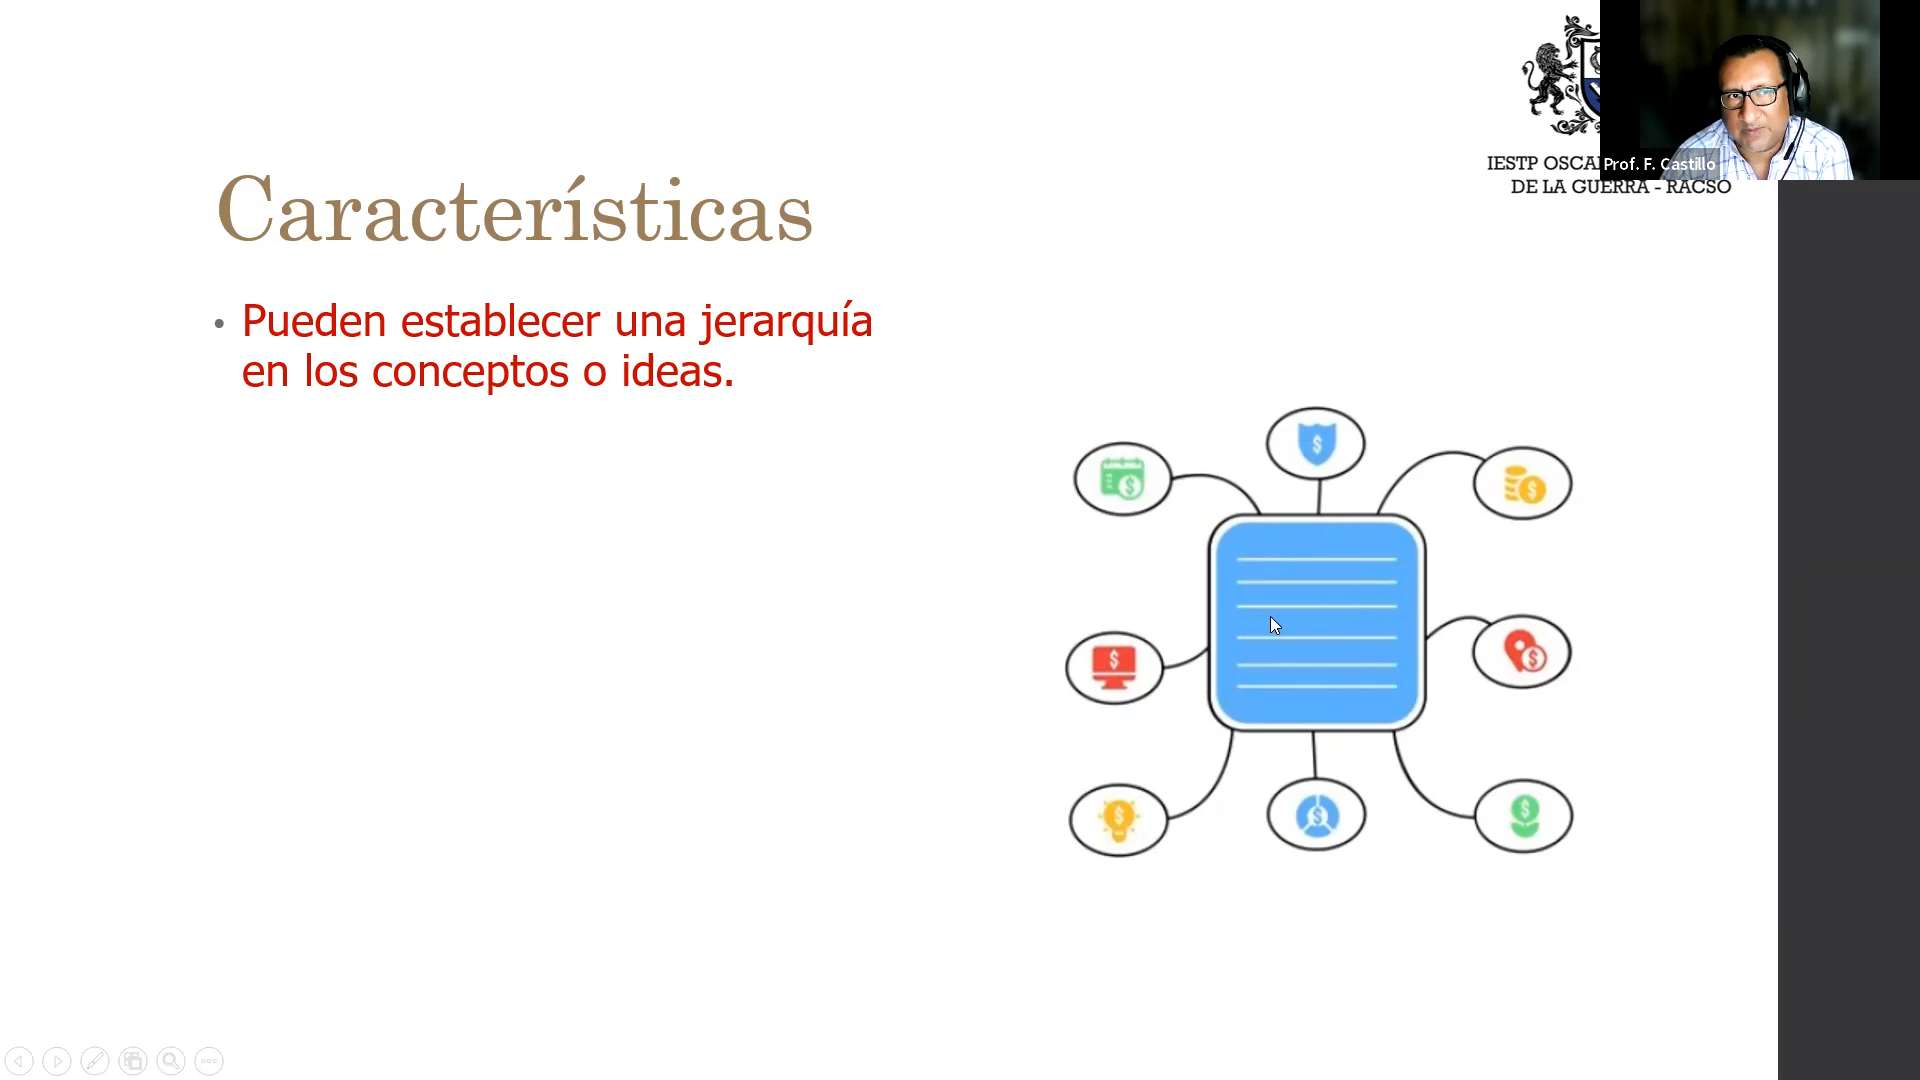 IESTP OSCA
Prof. F. Castillo
DE LA GUERRA - RACSO
Características
• Pueden establecer una jerarquía
en los conceptos o ideas.
$
$
$
$
$
$
$
$